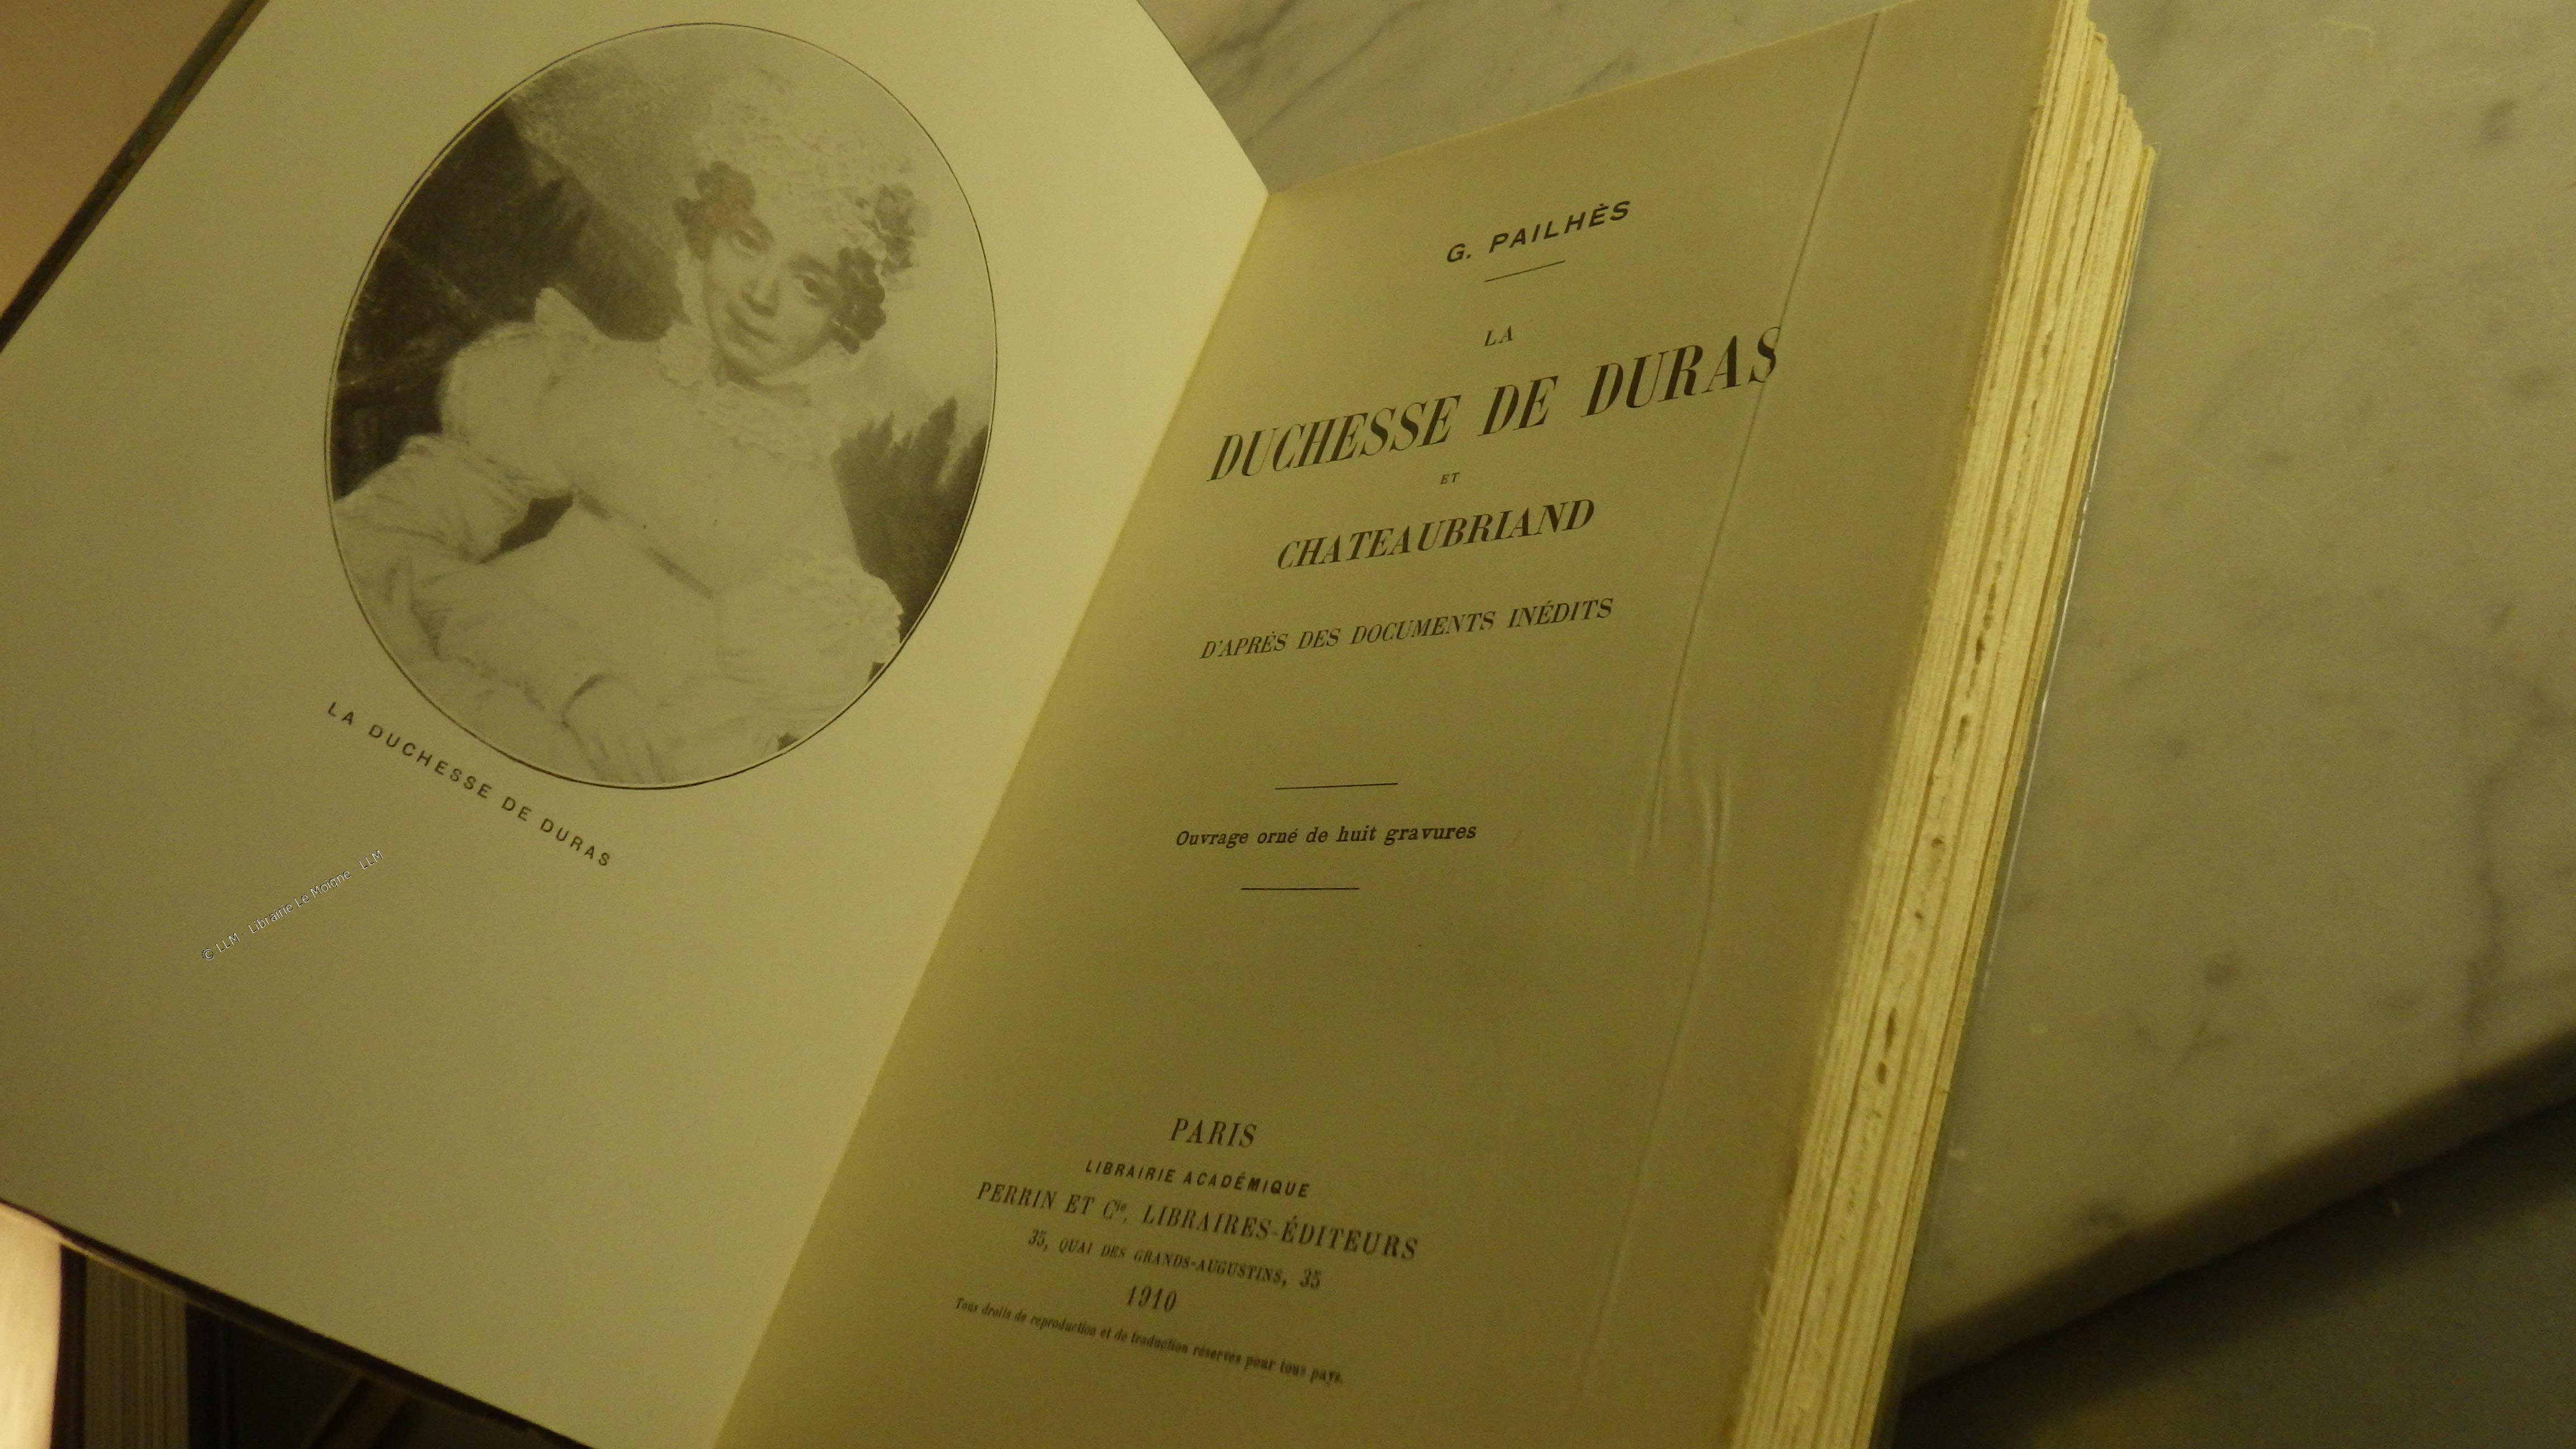 LA DUCHESSE DE DURAS
© LLM - Librairie Le Moigne - LLM
G. PAILHÈS
LA
DUCHESSE DE DURAS
ET
CHATEAUBRIAND
D'APRÈS DES DOCUMENTS INÉDITS
Ouvrage orné de huit gravures
PARIS
LIBRAIRIE ACADÉMIQUE
PERRIN ET Cie, LIBRAIRES-ÉDITEURS
35, QUAI DES GRANDS-AUGUSTINS, 35
1910
Tous droits de reproduction et de traduction réservés pour tous pays.